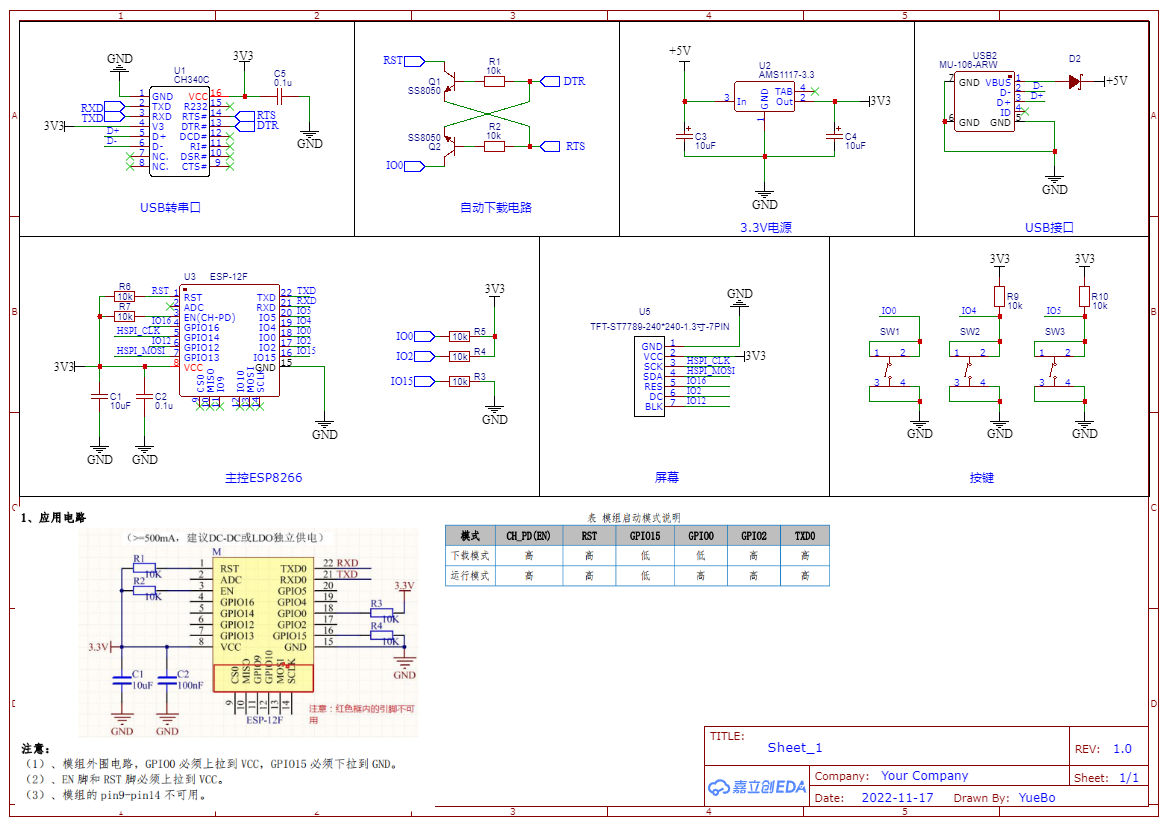 1 2 3 4 5
A
B
C
D
GND
3V3
U1
CH340C
C5
0.1u
1 GND VCC 16
RXD 2 TXD R232 15
TXD 3 RXD RTS# 14 RTS
3V3 4 V3 DTR# 13 DTR
D+ 5 D+ DCD# 12
D- 6 D- RI# 11
7 NC. DSR# 10
8 NC. CTS# 9
GND
USB转串口
RST
Q1
SS8050
R1
10k
DTR
SS8050
Q2
R2
10k
RTS
IO0
自动下载电路
+5V
U2
AMS1117-3.3
3 In GND TAB 4
Out 2
1
3V3
C3
10uF
C4
10uF
GND
3.3V电源
USB2
MU-106-ARW
D2
7 GND VBUS 1
+5V
D- 2 D-
D+ 3 D+
ID 4
6 GND GND 5
GND
USB接口
U3 ESP-12F
R6
10k
R7
10k
RST 1 RST TXD 22 TXD
2 ADC RXD 21 RXD
3 EN(CH-PD) IO5 20 IO5
IO16 4 GPIO16 IO4 19 IO4
HSPI_CLK 5 GPIO14 IO0 18 IO0
IO12 6 GPIO12 IO2 17 IO2
HSPI_MOSI 7 GPIO13 IO15 16 IO15
3V3 8 VCC GND 15
CS0 MISO IO9 IO10 MOSI SCLK
9 10 11 12 13 14
C1
10uF
C2
0.1u
GND GND GND
3V3
IO0 10k R5
IO2 10k R4
IO15 10k R3
GND
主控ESP8266
GND
U5
TFT-ST7789-240*240-1.3寸-7PIN
GND 1
VCC 2 3V3
SCK 3 HSPI_CLK
SDA 4 HSPI_MOSI
RES 5 IO16
DC 6 IO2
BLK 7 IO12
屏幕
3V3 3V3
R9
10k
R10
10k
IO0 IO4 IO5
SW1 SW2 SW3
1 2 1 2 1 2
3 4 3 4 3 4
GND GND GND
按键
1、应用电路
（>=500mA，建议DC-DC或LDO独立供电）
M
R1
10K
R2
10K
1 RST TXD0 22 RXD
2 ADC RXD0 21 TXD
3 EN GPIO5 20
4 GPIO16 GPIO4 19
5 GPIO14 GPIO0 18
6 GPIO12 GPIO2 17
7 GPIO13 GPIO15 16
8 VCC GND 15
3.3V
3.3V
R3
10K
R4
10K
GND
C1
10uF
C2
100nF
GND GND
CS0 MISO GPIO9 GPIO10 MOSI SCLK
9 10 11 12 13 14
ESP-12F
注意：红色框内的引脚不可
用
注意：
（1）、模组外围电路，GPIO0 必须上拉到 VCC，GPIO15 必须下拉到 GND。
（2）、EN 脚和 RST 脚必须上拉到 VCC。
（3）、模组的 pin9-pin14 不可用。
表 模组启动模式说明
模式 CH_PD(EN) RST GPIO15 GPIO0 GPIO2 TXD0
下载模式 高 高 低 低 高 高
运行模式 高 高 低 高 高 高
TITLE:
Sheet_1
REV: 1.0
嘉立创EDA
Company: Your Company
Sheet: 1/1
Date: 2022-11-17 Drawn By: YueBo
1 2 3 4 5